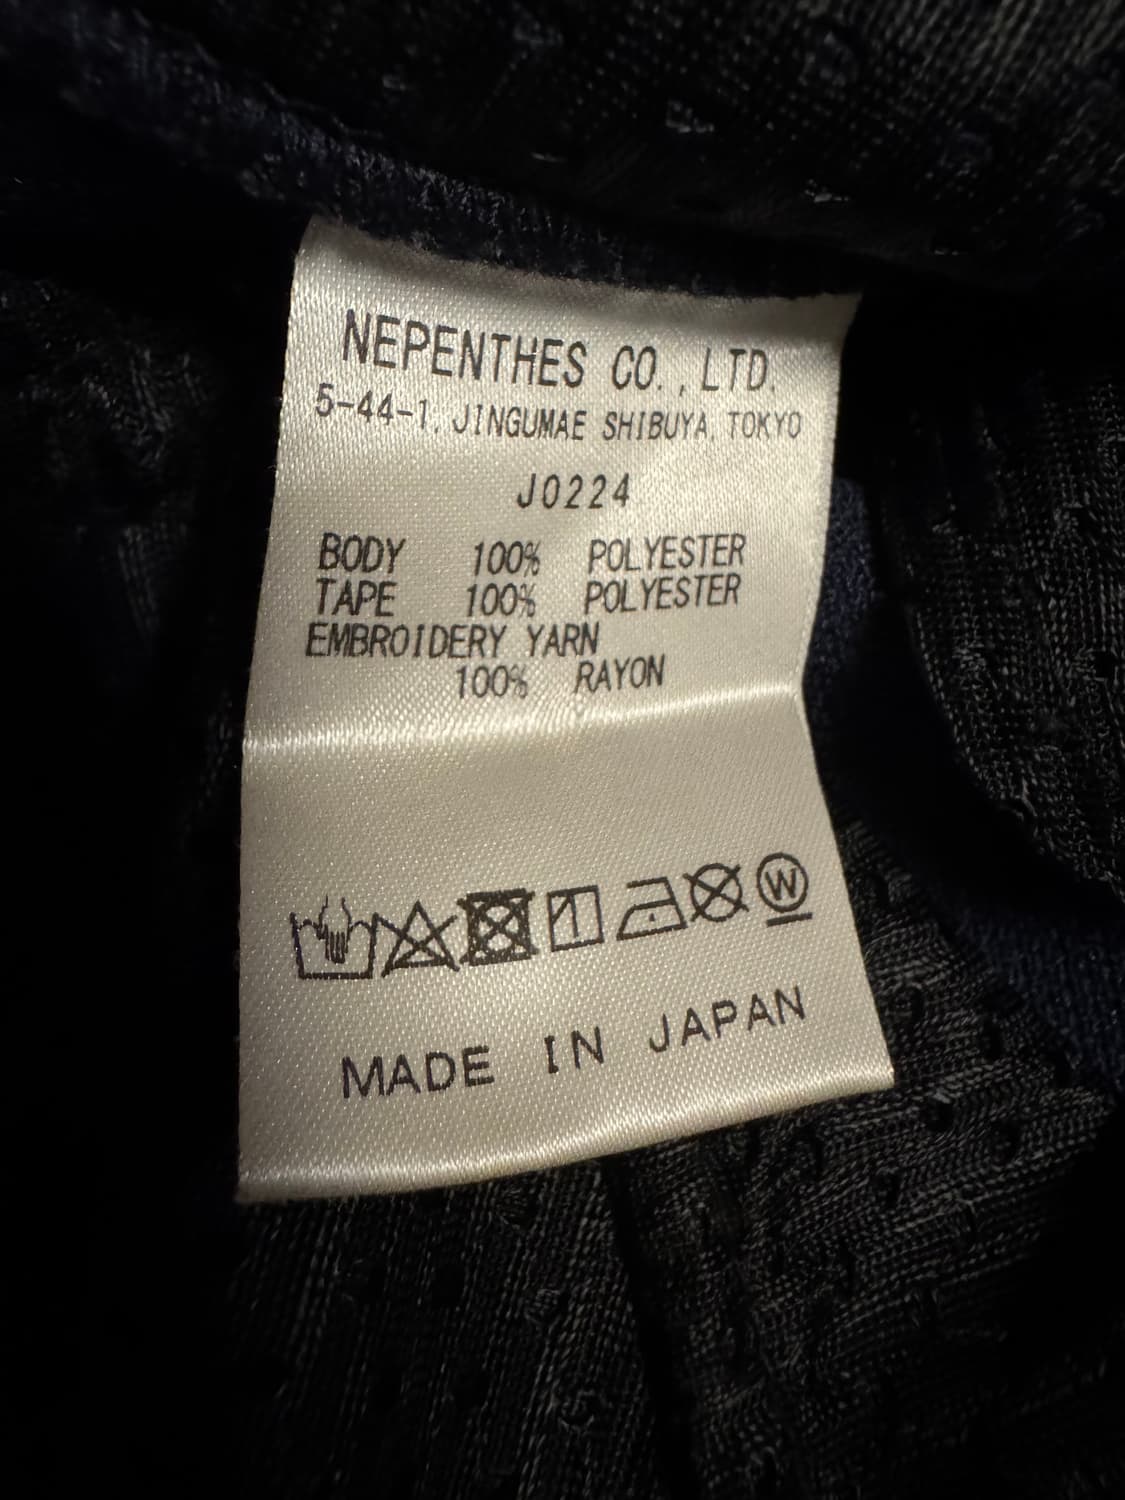 NEPENTHES CO.,LTD.
5-44-1. JINGUMAE SHIBUYA. TOKYO
J0224
BODY 100% POLYESTER
TAPE 100% POLYESTER
EMBROIDERY YARN
100% RAYON
W
MADE IN JAPAN